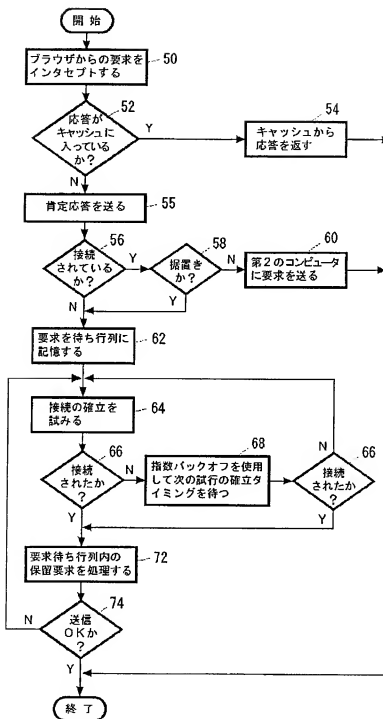 開始
ブラウザからの要求を
インタセプトする
50
応答が
キャッシュに
入っている
か?
52
Y
N
キャッシュから
応答を返す
54
肯定応答を送る
55
接続
されている
か?
56
Y
N
据置き
か?
58
N
Y
第2のコンピュータ
に要求を送る
60
要求を待ち行列に
記憶する
62
接続の確立を
試みる
64
接続
されたか
?
66
N
Y
指数バックオフを使用
して次の試行の確立タ
イミングを待つ
68
接続
されたか
?
66
N
Y
要求待ち行列内の
保留要求を処理する
72
送信
OKか
?
74
N
Y
終了